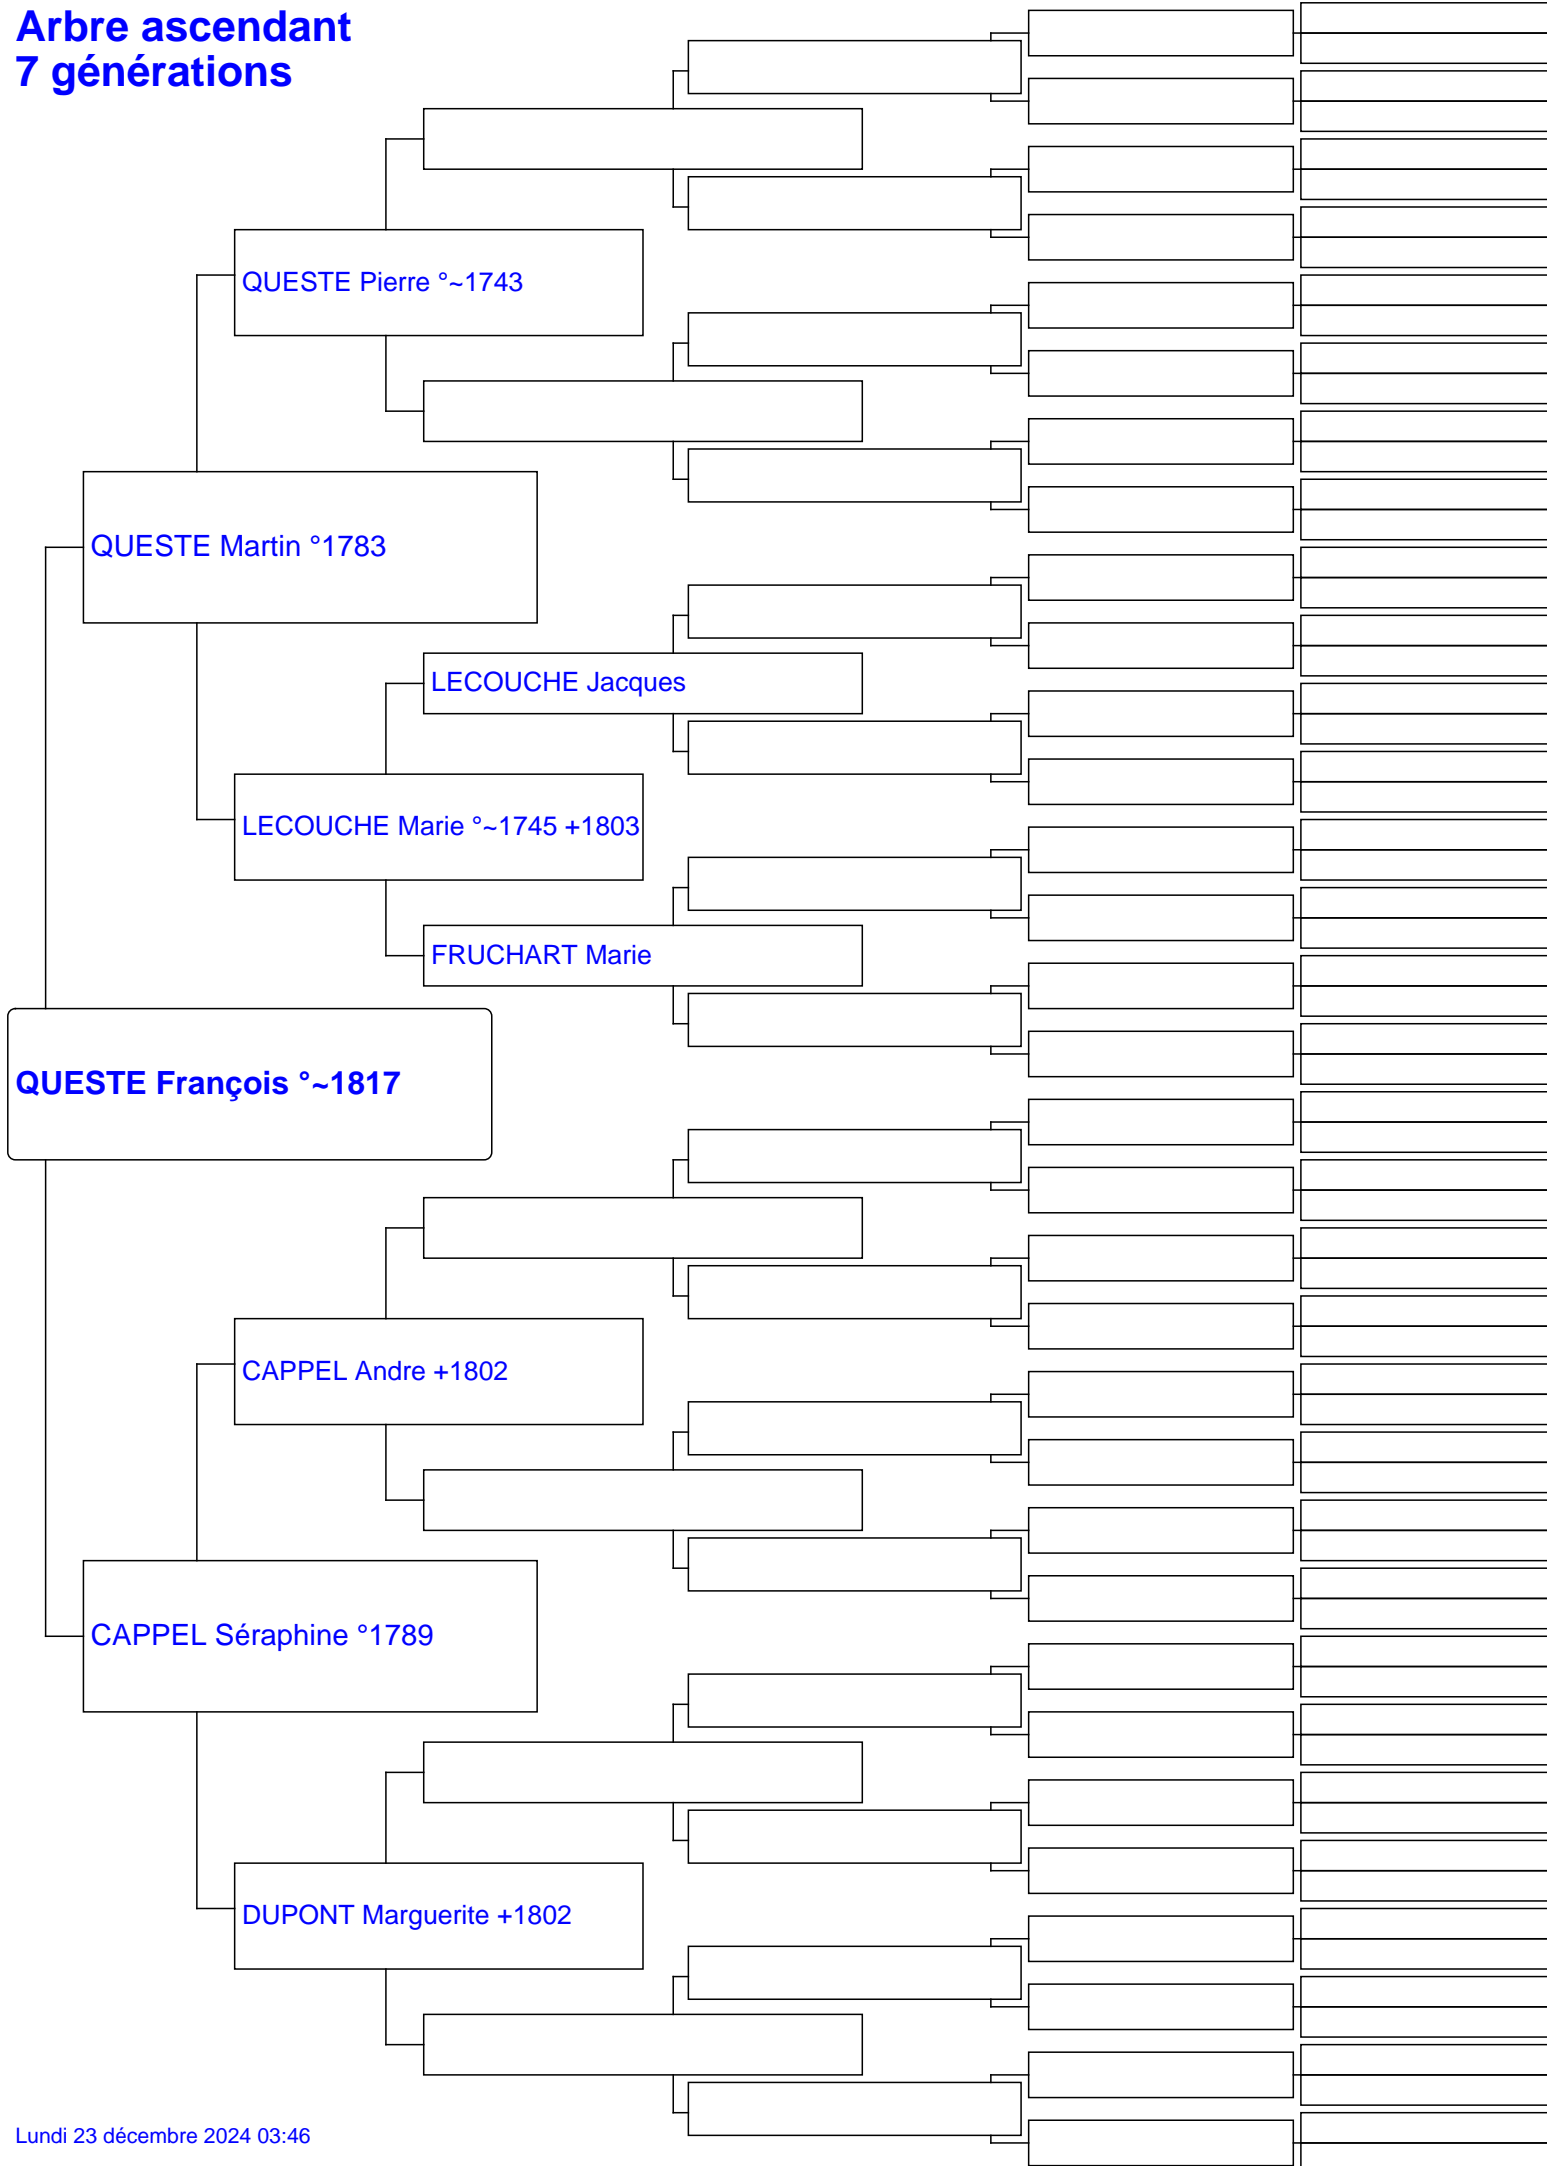 Arbre ascendant
7 générations
QUESTE Pierre °~1743
QUESTE Martin °1783
LECOUCHE Jacques
LECOUCHE Marie °~1745 +1803
FRUCHART Marie
QUESTE François °~1817
CAPPEL Andre +1802
CAPPEL Séraphine °1789
DUPONT Marguerite +1802
Lundi 23 décembre 2024 03:46